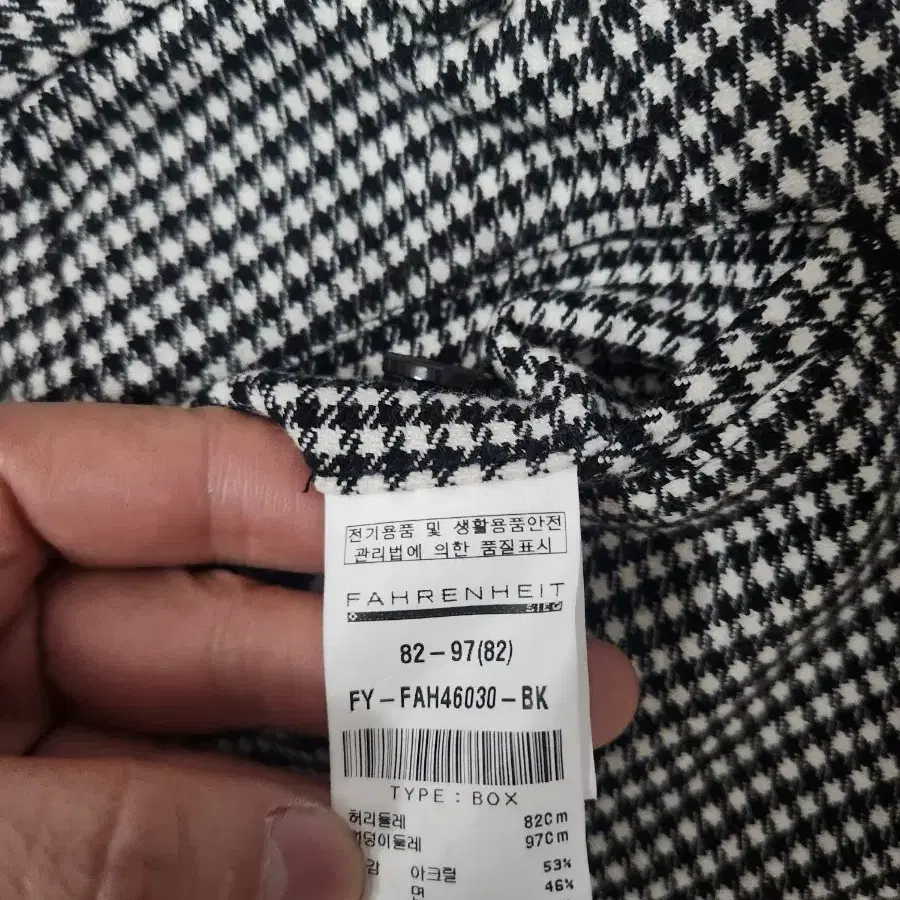 전기용품 및 생활용품안전
관리법에 의한 품질표시
FAHRENHEIT
SIEG
82-97(82)
FY-FAH46030-BK
TYPE : BOX
허리둘레 82Cm
덩이둘레 97Cm
감 아크릴 53%
면 46%